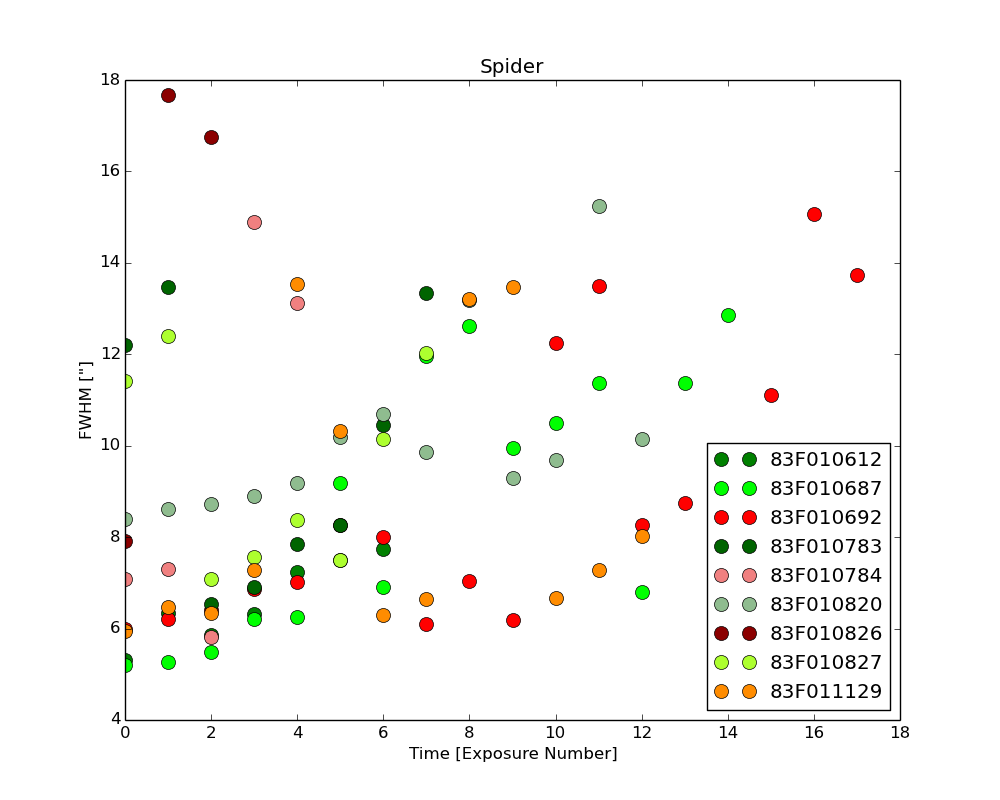 Spider
18
16
14
12
10
8
6
4
FWHM ["]
0 2 4 6 8 10 12 14 16 18
Time [Exposure Number]
83F010612
83F010687
83F010692
83F010783
83F010784
83F010820
83F010826
83F010827
83F011129